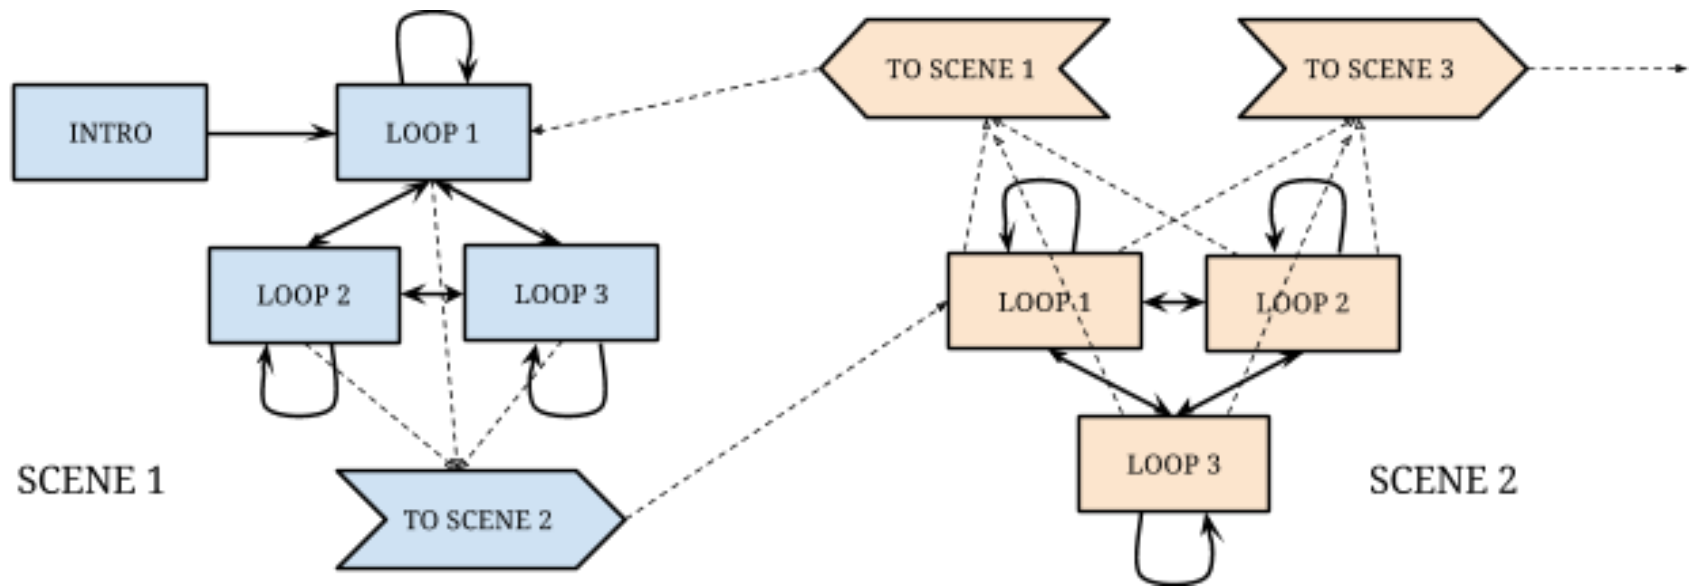 INTRO
LOOP 1
LOOP 2
LOOP 3
TO SCENE 2
SCENE 1
TO SCENE 1
TO SCENE 3
LOOP 1
LOOP 2
LOOP 3
SCENE 2